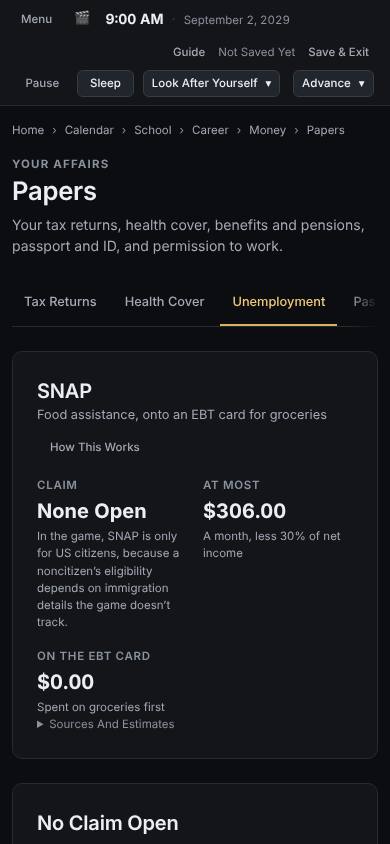 Menu 🎬 9:00 AM · September 2, 2029
Guide Not Saved Yet Save & Exit
Pause Sleep Look After Yourself ▾ Advance ▾
Home › Calendar › School › Career › Money › Papers
YOUR AFFAIRS
Papers
Your tax returns, health cover, benefits and pensions,
passport and ID, and permission to work.
Tax Returns Health Cover Unemployment Pas
SNAP
Food assistance, onto an EBT card for groceries
How This Works
CLAIM
None Open
In the game, SNAP is only
for US citizens, because a
noncitizen’s eligibility
depends on immigration
details the game doesn’t
track.
AT MOST
$306.00
A month, less 30% of net
income
ON THE EBT CARD
$0.00
Spent on groceries first
▶ Sources And Estimates
No Claim Open